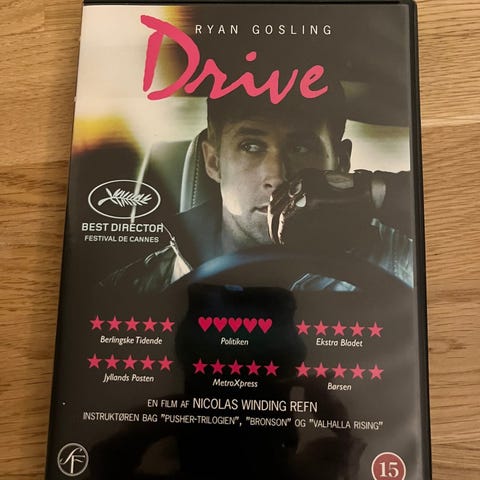 RYAN GOSLING
Drive
BEST DIRECTOR
FESTIVAL DE CANNES
Berlingske Tidende
Politiken
Ekstra Bladet
Jyllands Posten
MetroXpress
Børsen
EN FILM AF NICOLAS WINDING REFN
INSTRUKTØREN BAG "PUSHER-TRILOGIEN", "BRONSON" OG "VALHALLA RISING"
SF
15